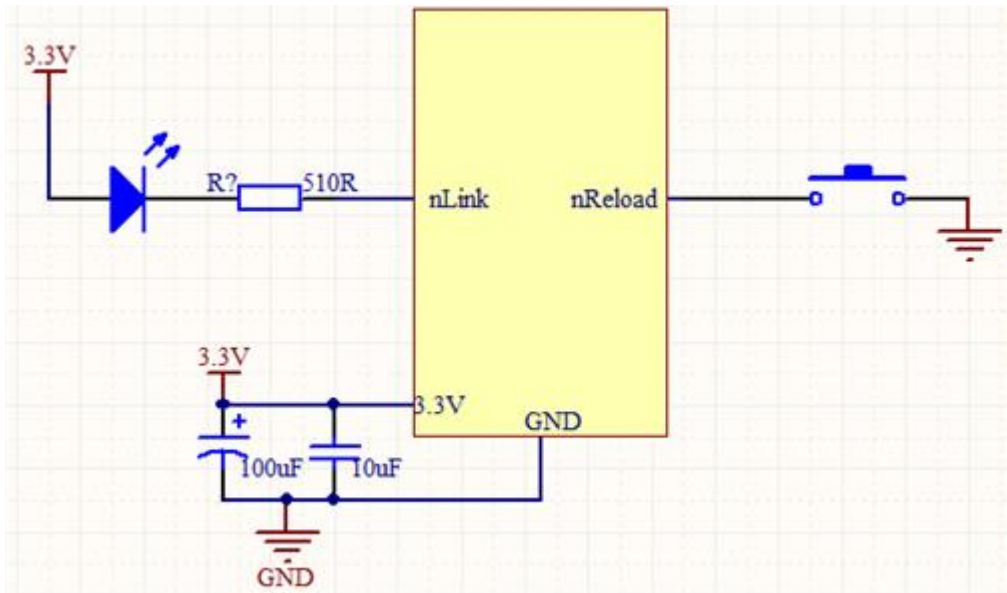 3.3V
R? 510R
nLink
nReload
3.3V
3.3V
GND
+
100uF
10uF
GND